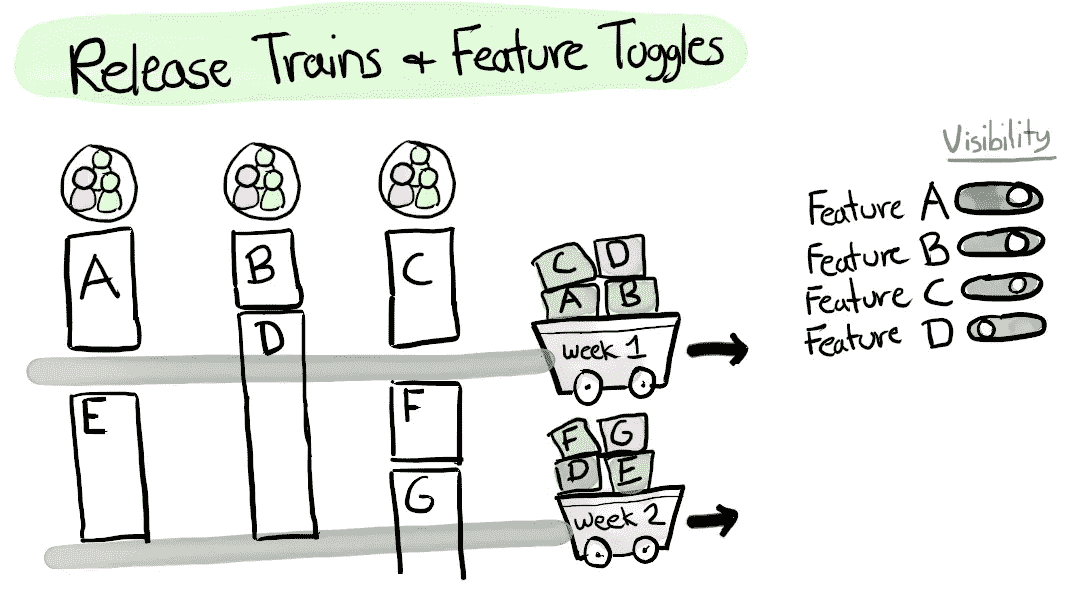 Release Trains + Feature Toggles
Visibility
Feature A
Feature B
Feature C
Feature D
A
B
C
D
E
F
G
C D
A B
week 1
F G
D E
week 2